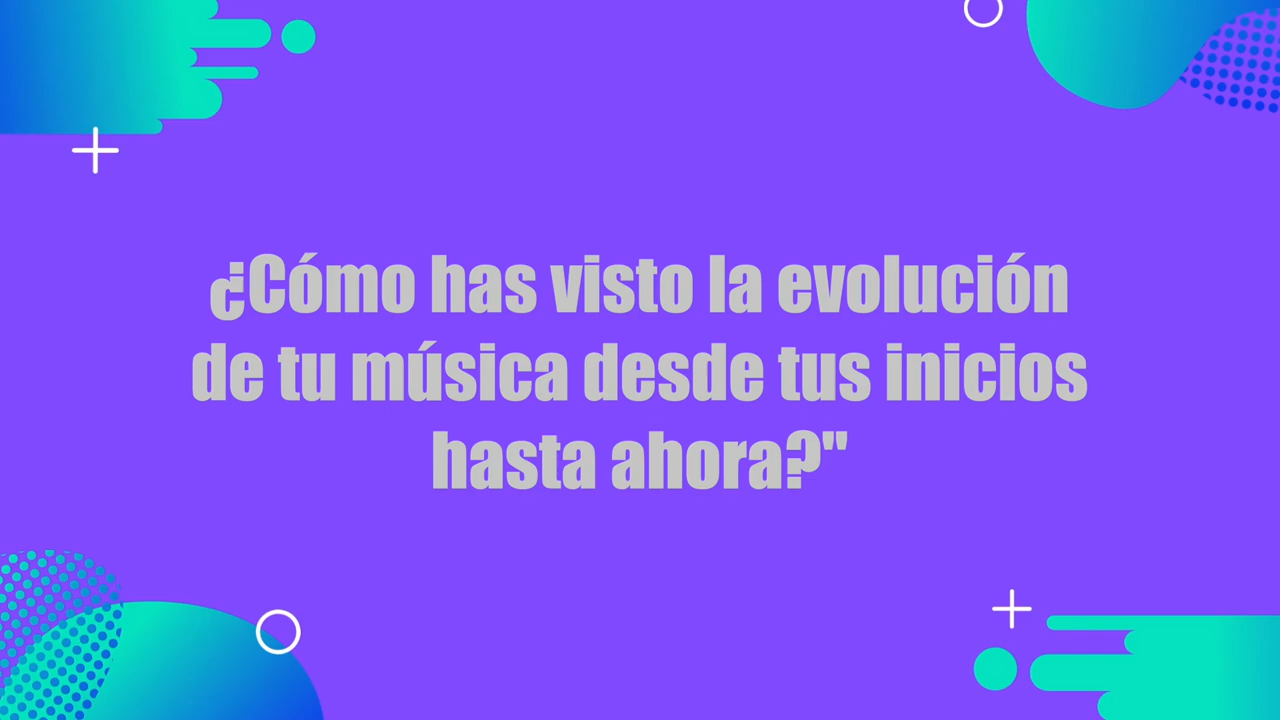 ¿Cómo has visto la evolución
de tu música desde tus inicios
hasta ahora?"